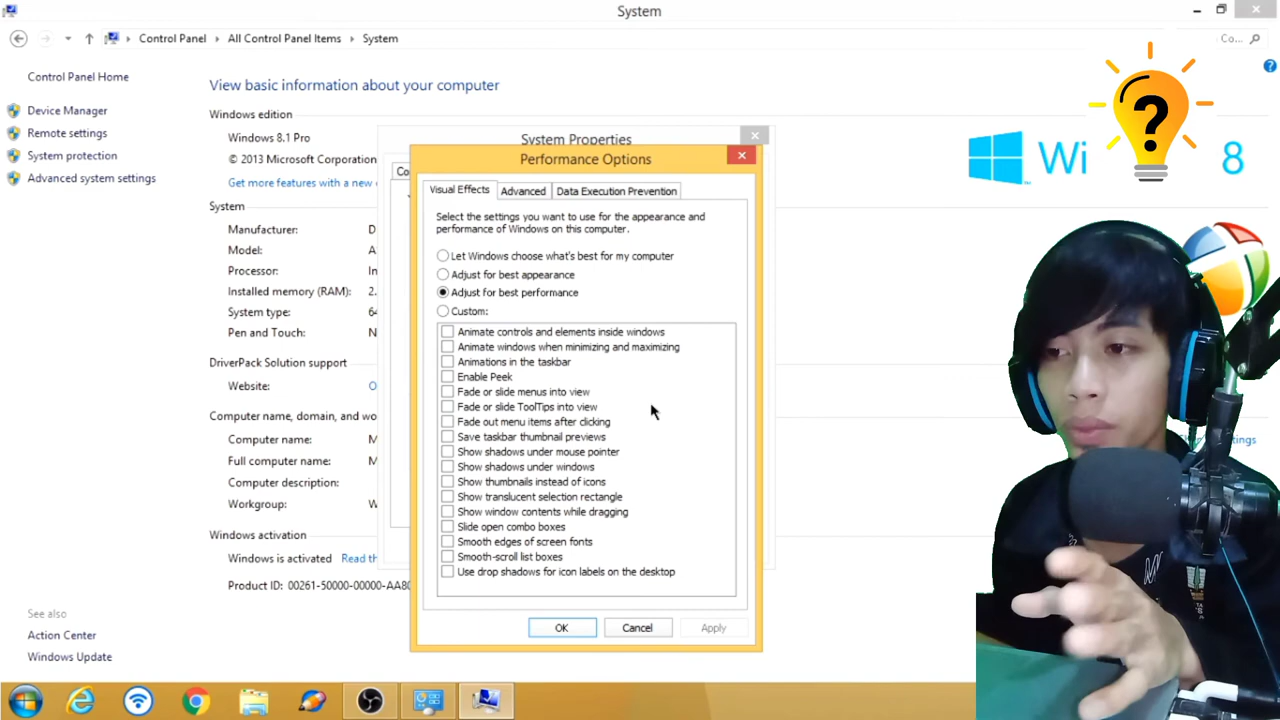 System
Control Panel
All Control Panel Items
System
Co...
Control Panel Home
Device Manager
Remote settings
System protection
Advanced system settings
View basic information about your computer
Windows edition
Windows 8.1 Pro
© 2013 Microsoft Corporation
Get more features with a new
System
Manufacturer: D
Model: A
Processor: In
Installed memory (RAM): 2.
System type: 64
Pen and Touch: N
DriverPack Solution support
Website: O
Computer name, domain, and wo
Computer name: M
Full computer name: M
Computer description:
Workgroup: W
Windows activation
Windows is activated Read th
Product ID: 00261-50000-00000-AA80
See also
Action Center
Windows Update
?
Wi 8
ttings
System Properties
Co
Performance Options
Visual Effects
Advanced
Data Execution Prevention
Select the settings you want to use for the appearance and
performance of Windows on this computer.
Let Windows choose what's best for my computer
Adjust for best appearance
Adjust for best performance
Custom:
Animate controls and elements inside windows
Animate windows when minimizing and maximizing
Animations in the taskbar
Enable Peek
Fade or slide menus into view
Fade or slide ToolTips into view
Fade out menu items after clicking
Save taskbar thumbnail previews
Show shadows under mouse pointer
Show shadows under windows
Show thumbnails instead of icons
Show translucent selection rectangle
Show window contents while dragging
Slide open combo boxes
Smooth edges of screen fonts
Smooth-scroll list boxes
Use drop shadows for icon labels on the desktop
OK
Cancel
Apply